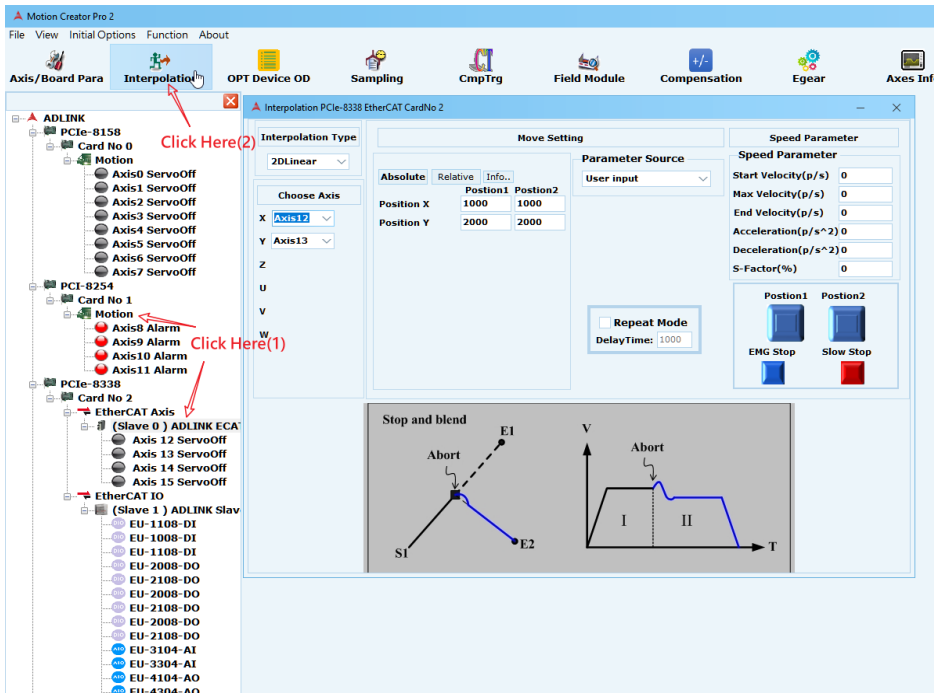 Motion Creator Pro 2
File View Initial Options Function About
Axis/Board Para Interpolation OPT Device OD Sampling CmpTrg Field Module Compensation Egear Axes Inf
ADLINK
PCIe-8158
Card No 0
Motion
Axis0 ServoOff
Axis1 ServoOff
Axis2 ServoOff
Axis3 ServoOff
Axis4 ServoOff
Axis5 ServoOff
Axis6 ServoOff
Axis7 ServoOff
PCI-8254
Card No 1
Motion
Axis8 Alarm
Axis9 Alarm
Axis10 Alarm
Axis11 Alarm
PCIe-8338
Card No 2
EtherCAT Axis
(Slave 0 ) ADLINK ECA
Axis 12 ServoOff
Axis 13 ServoOff
Axis 14 ServoOff
Axis 15 ServoOff
EtherCAT IO
(Slave 1 ) ADLINK Slav
EU-1108-DI
EU-1008-DI
EU-1108-DI
EU-2008-DO
EU-2108-DO
EU-2008-DO
EU-2108-DO
EU-2008-DO
EU-2108-DO
EU-3104-AI
EU-3304-AI
EU-4104-AO
EU-4304-AO
Click Here(2)
Click Here(1)
Interpolation PCIe-8338 EtherCAT CardNo 2
Interpolation Type
2DLinear
Choose Axis
X Axis12
Y Axis13
Z
U
V
W
Move Setting
Absolute Relative Info..
Postion1 Postion2
Position X 1000 1000
Position Y 2000 2000
Parameter Source
User input
Repeat Mode
DelayTime: 1000
Speed Parameter
Speed Parameter
Start Velocity(p/s) 0
Max Velocity(p/s) 0
End Velocity(p/s) 0
Acceleration(p/s^2) 0
Deceleration(p/s^2) 0
S-Factor(%) 0
Postion1 Postion2
EMG Stop Slow Stop
Stop and blend
E1
Abort
S1
E2
V
Abort
I II
T